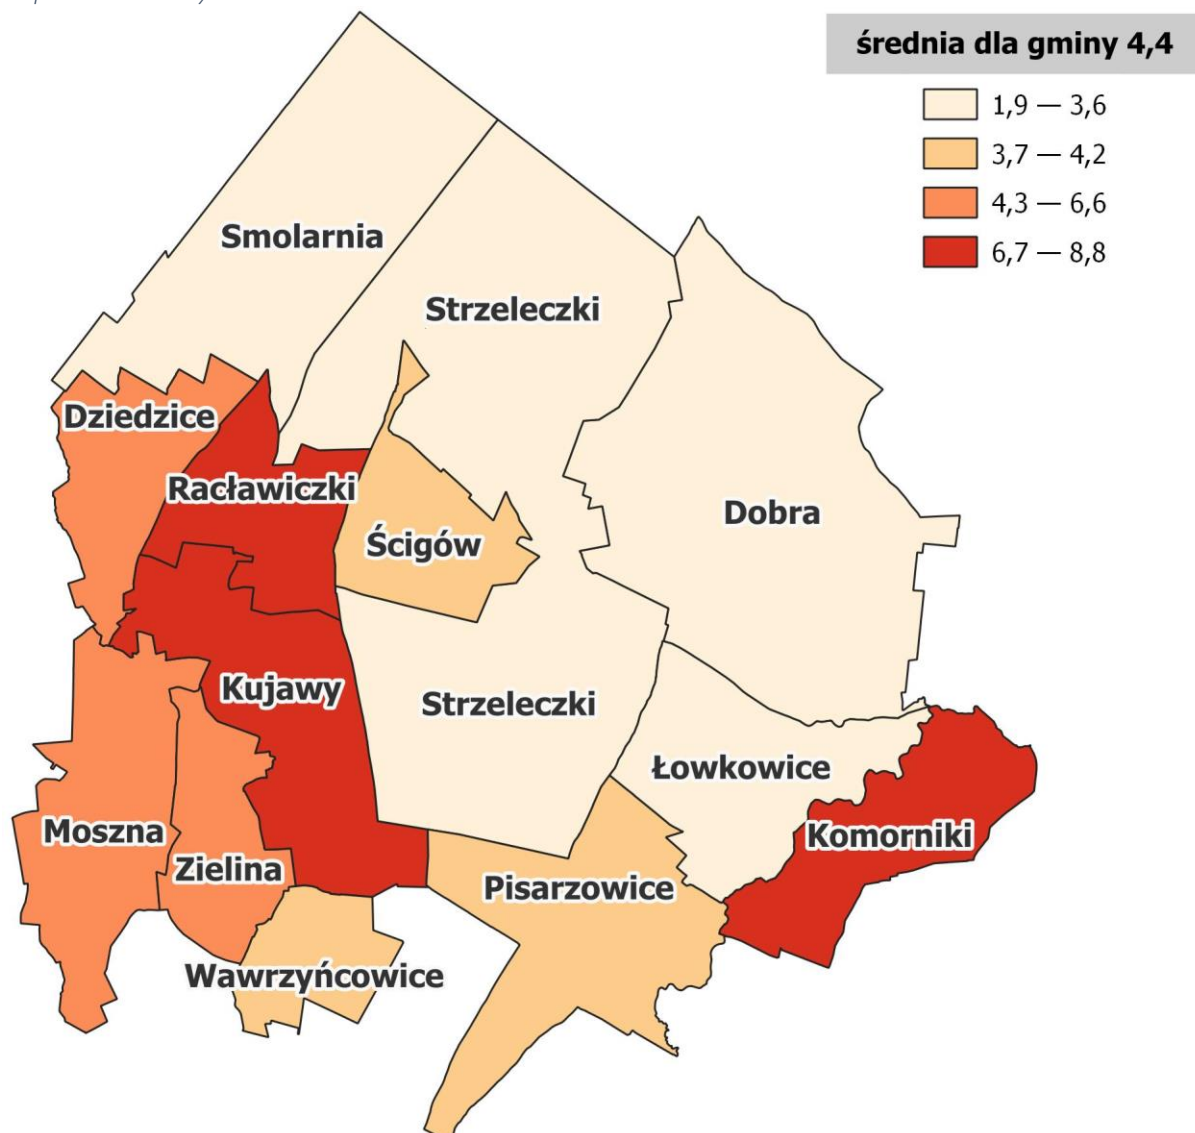 średnia dla gminy 4,4
1,9 — 3,6
3,7 — 4,2
4,3 — 6,6
6,7 — 8,8
Smolarnia
Strzeleczki
Dziedzice
Racławiczki
Dobra
Ścigów
Kujawy
Strzeleczki
Łowkowice
Moszna
Komorniki
Zielina
Pisarzowice
Wawrzyńcowice